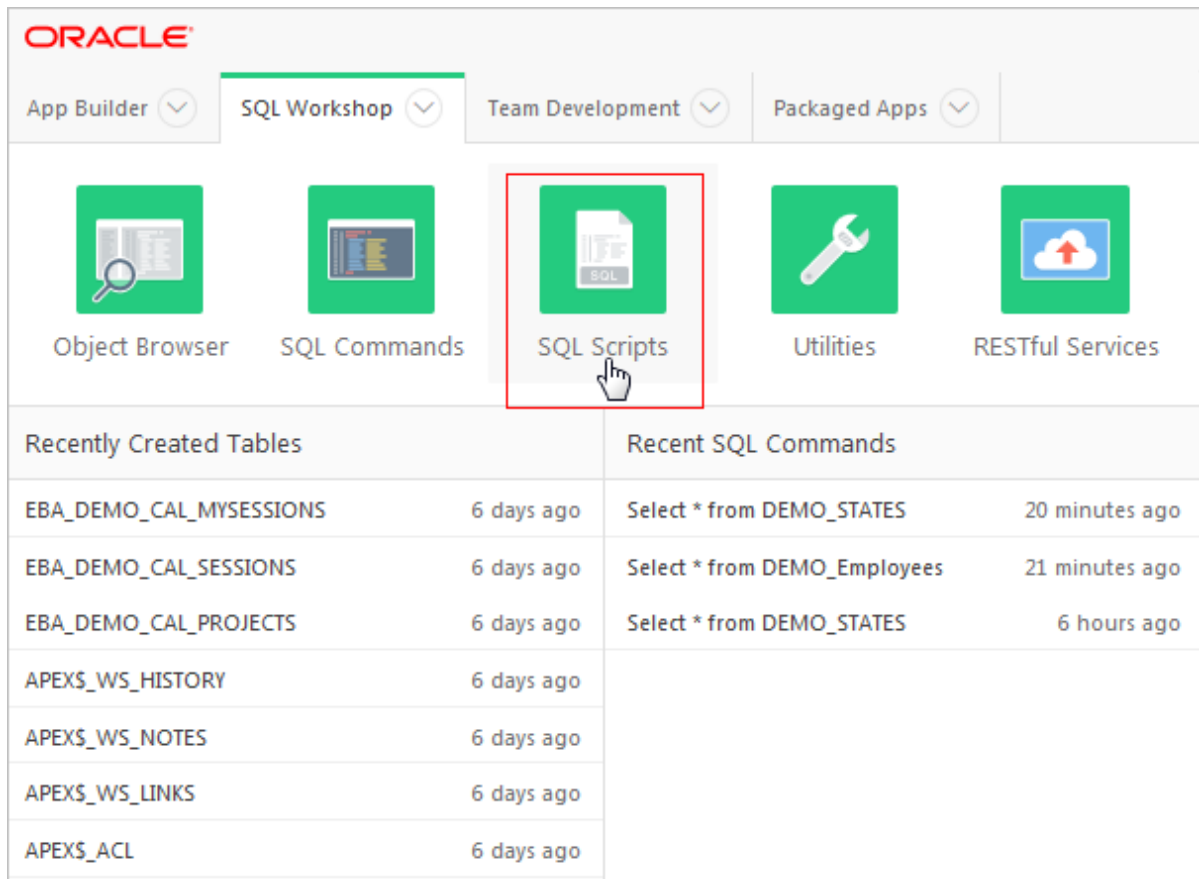 ORACLE
App Builder SQL Workshop Team Development Packaged Apps
SQL
Object Browser SQL Commands SQL Scripts Utilities RESTful Services
Recently Created Tables
EBA_DEMO_CAL_MYSESSIONS 6 days ago
EBA_DEMO_CAL_SESSIONS 6 days ago
EBA_DEMO_CAL_PROJECTS 6 days ago
APEX$_WS_HISTORY 6 days ago
APEX$_WS_NOTES 6 days ago
APEX$_WS_LINKS 6 days ago
APEX$_ACL 6 days ago
Recent SQL Commands
Select * from DEMO_STATES 20 minutes ago
Select * from DEMO_Employees 21 minutes ago
Select * from DEMO_STATES 6 hours ago